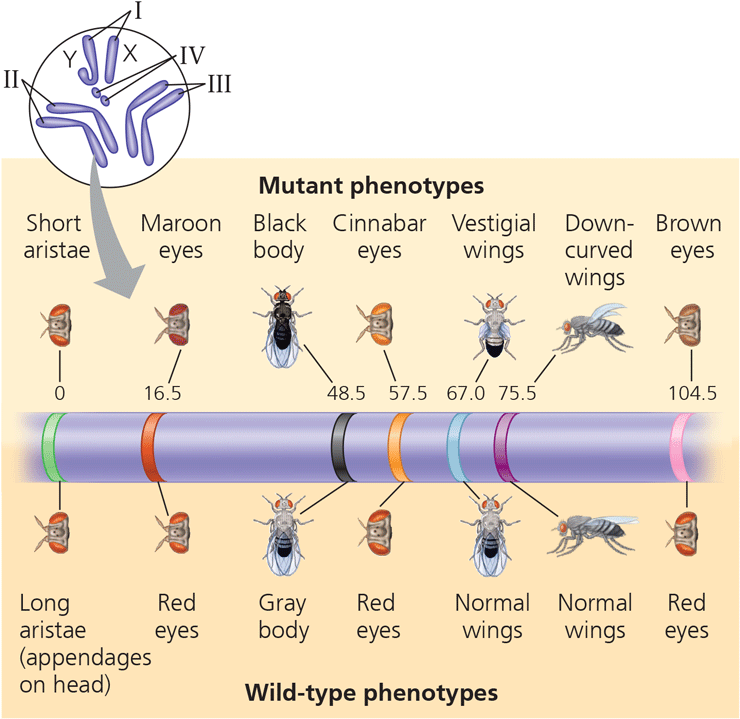 I
Y
X
IV
II
III
Mutant phenotypes
Short
aristae
Maroon
eyes
Black
body
Cinnabar
eyes
Vestigial
wings
Down-
curved
wings
Brown
eyes
0
16.5
48.5
57.5
67.0
75.5
104.5
Long
aristae
(appendages
on head)
Red
eyes
Gray
body
Red
eyes
Normal
wings
Normal
wings
Red
eyes
Wild-type phenotypes